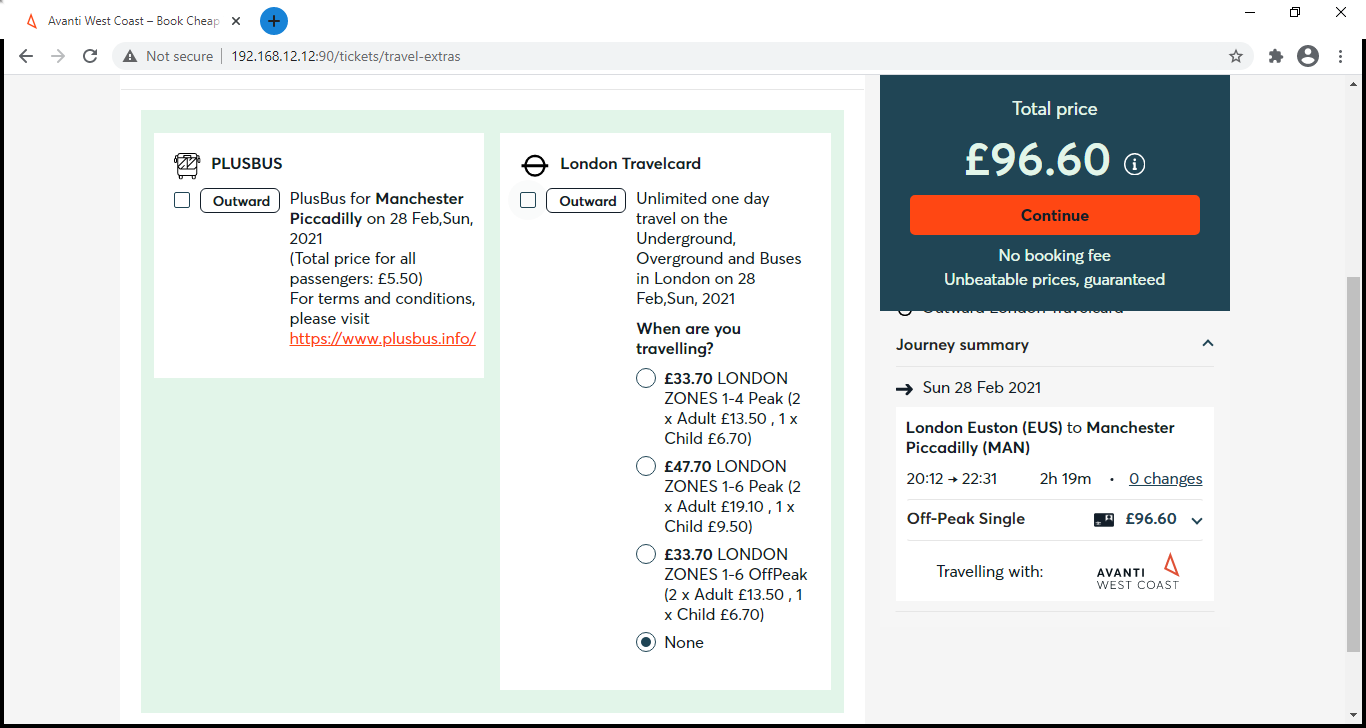 Avanti West Coast – Book Cheap
Not secure
192.168.12.12:90/tickets/travel-extras
PLUSBUS
Outward
PlusBus for Manchester
Piccadilly on 28 Feb,Sun,
2021
(Total price for all
passengers: £5.50)
For terms and conditions,
please visit
https://www.plusbus.info/
London Travelcard
Outward
Unlimited one day
travel on the
Underground,
Overground and Buses
in London on 28
Feb,Sun, 2021
When are you
travelling?
£33.70 LONDON
ZONES 1-4 Peak (2
x Adult £13.50 , 1 x
Child £6.70)
£47.70 LONDON
ZONES 1-6 Peak (2
x Adult £19.10 , 1 x
Child £9.50)
£33.70 LONDON
ZONES 1-6 OffPeak
(2 x Adult £13.50 , 1
x Child £6.70)
None
Total price
£96.60
Continue
No booking fee
Unbeatable prices, guaranteed
Outward London Travelcard
Journey summary
Sun 28 Feb 2021
London Euston (EUS) to Manchester
Piccadilly (MAN)
20:12 → 22:31 2h 19m • 0 changes
Off-Peak Single £96.60
Travelling with:
AVANTI
WEST COAST